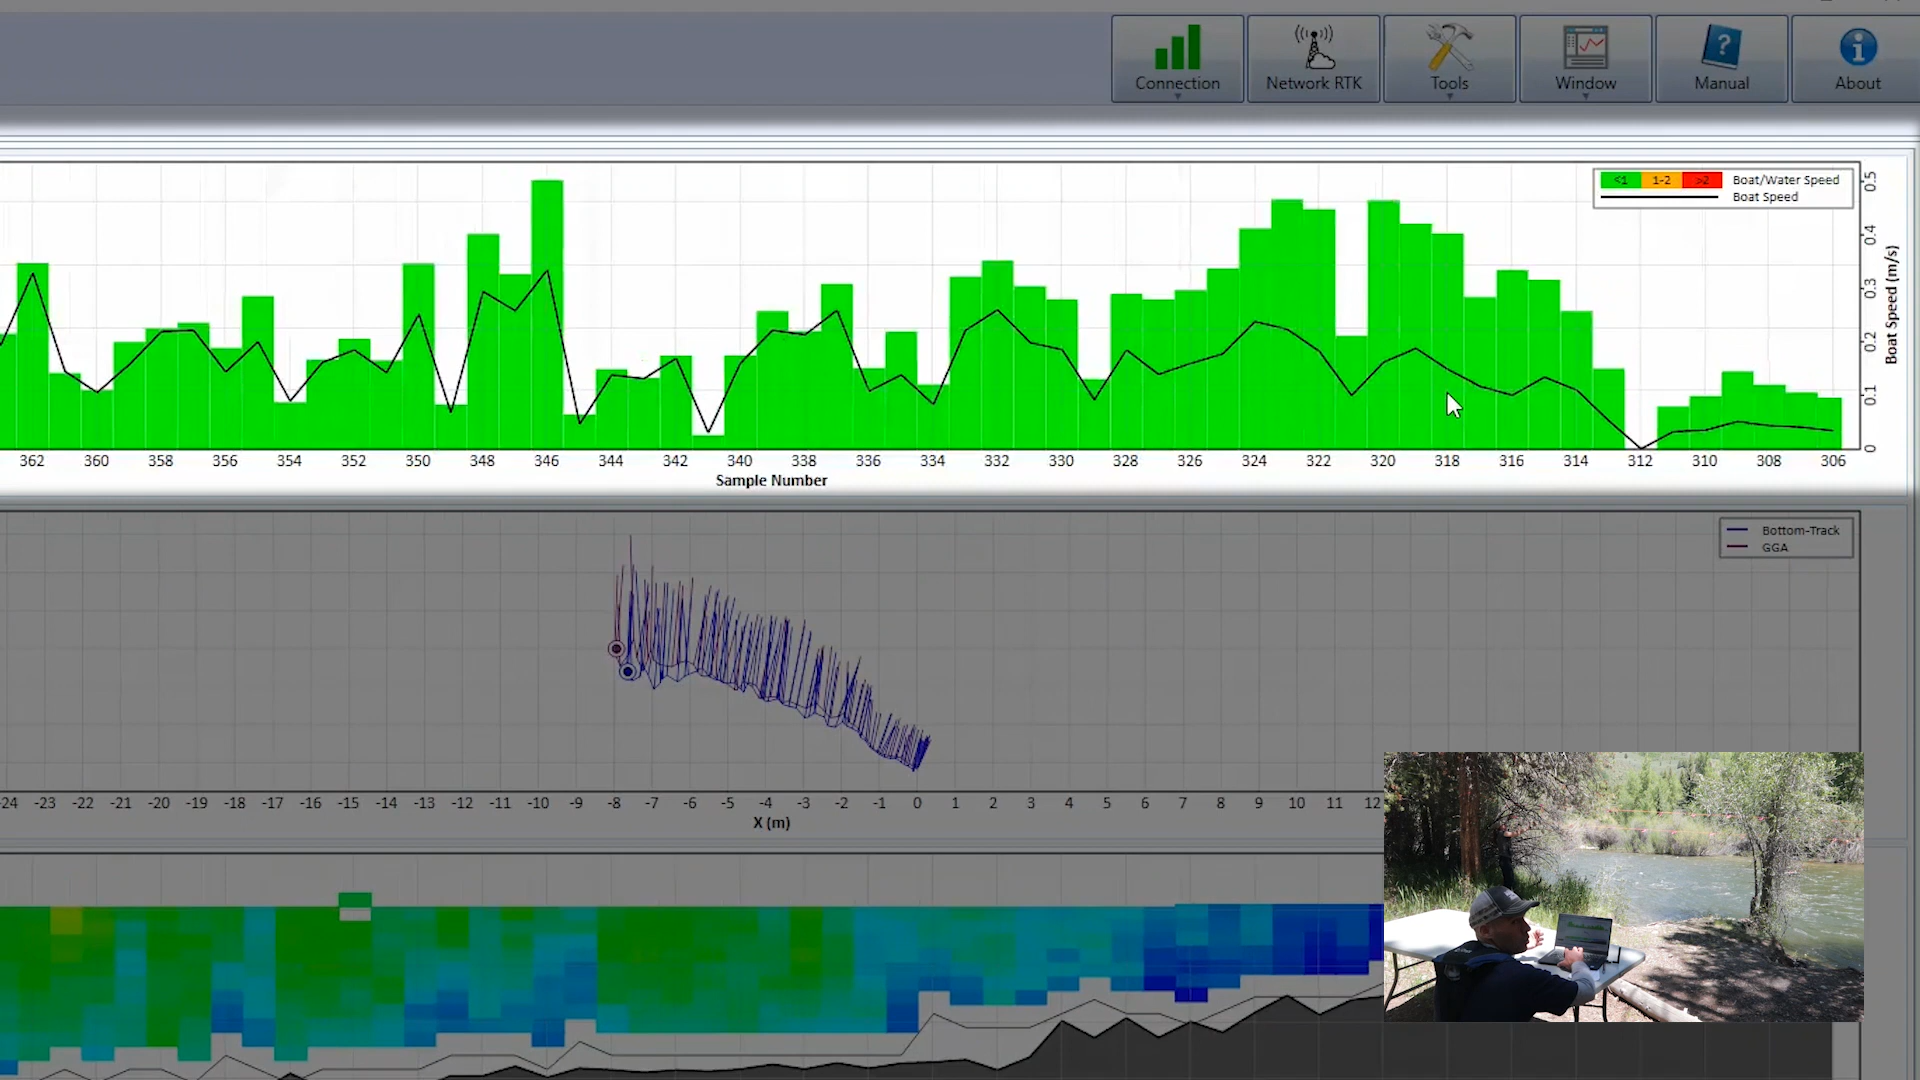 Connection Network RTK Tools Window Manual About
<1 1-2 >2 Boat/Water Speed
Boat Speed
0.5
0.4
0.3
0.2
0.1
0
Boat Speed (m/s)
362 360 358 356 354 352 350 348 346 344 342 340 338 336 334 332 330 328 326 324 322 320 318 316 314 312 310 308 306
Sample Number
Bottom-Track
GGA
-24 -23 -22 -21 -20 -19 -18 -17 -16 -15 -14 -13 -12 -11 -10 -9 -8 -7 -6 -5 -4 -3 -2 -1 0 1 2 3 4 5 6 7 8 9 10 11 12
X (m)